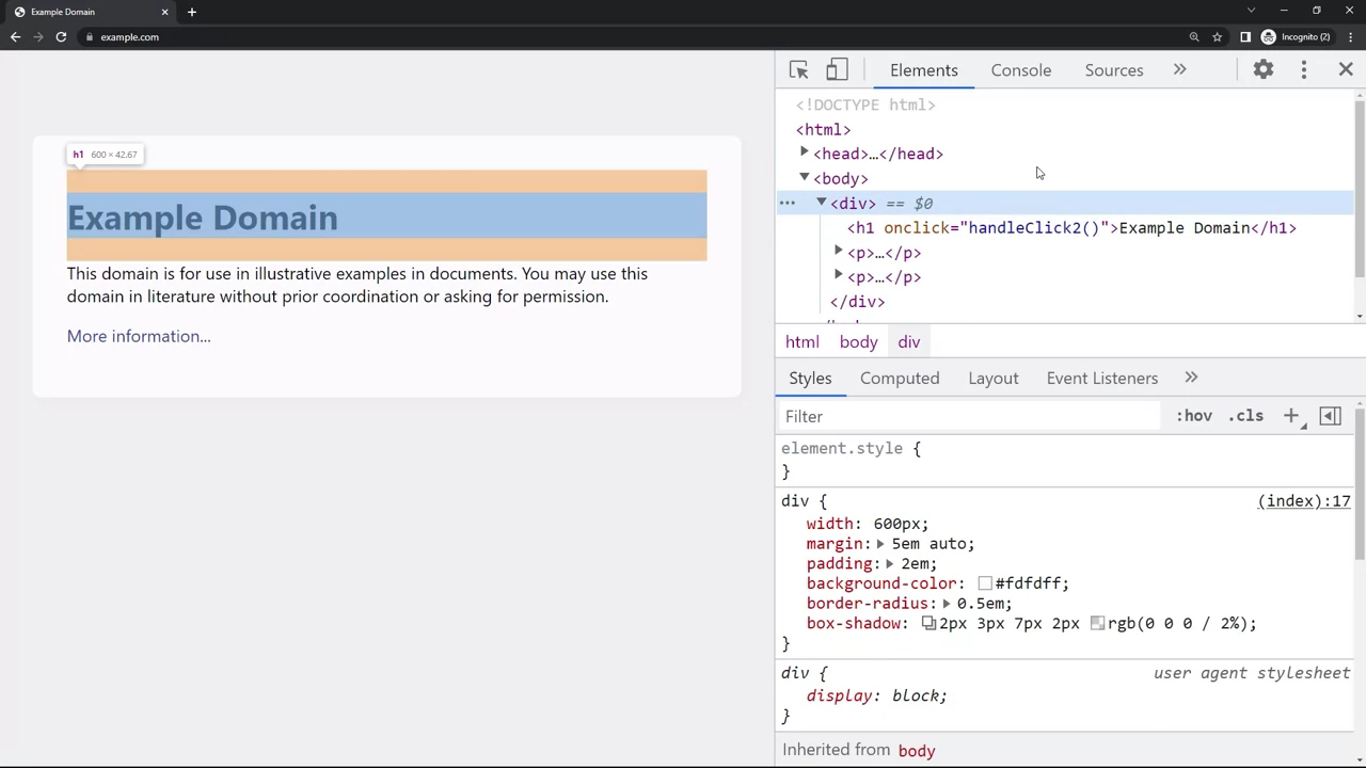 Example Domain
example.com
Incognito (2)
h1 600 × 42.67
Example Domain
This domain is for use in illustrative examples in documents. You may use this
domain in literature without prior coordination or asking for permission.
More information...
Elements Console Sources
<!DOCTYPE html>
<html>
<head>…</head>
<body>
<div> == $0
<h1 onclick="handleClick2()">Example Domain</h1>
<p>…</p>
<p>…</p>
</div>
html body div
Styles Computed Layout Event Listeners
Filter :hov .cls
element.style {
}
div { (index):17
width: 600px;
margin: 5em auto;
padding: 2em;
background-color: #fdfdff;
border-radius: 0.5em;
box-shadow: 2px 3px 7px 2px rgb(0 0 0 / 2%);
}
div { user agent stylesheet
display: block;
}
Inherited from body